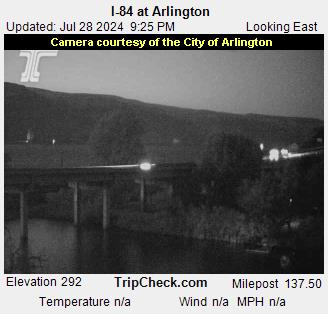 I-84 at Arlington
Updated: Jul 28 2024 9:25 PM Looking East
Camera courtesy of the City of Arlington
Elevation 292 TripCheck.com Milepost 137.50
Temperature n/a Wind n/a MPH n/a